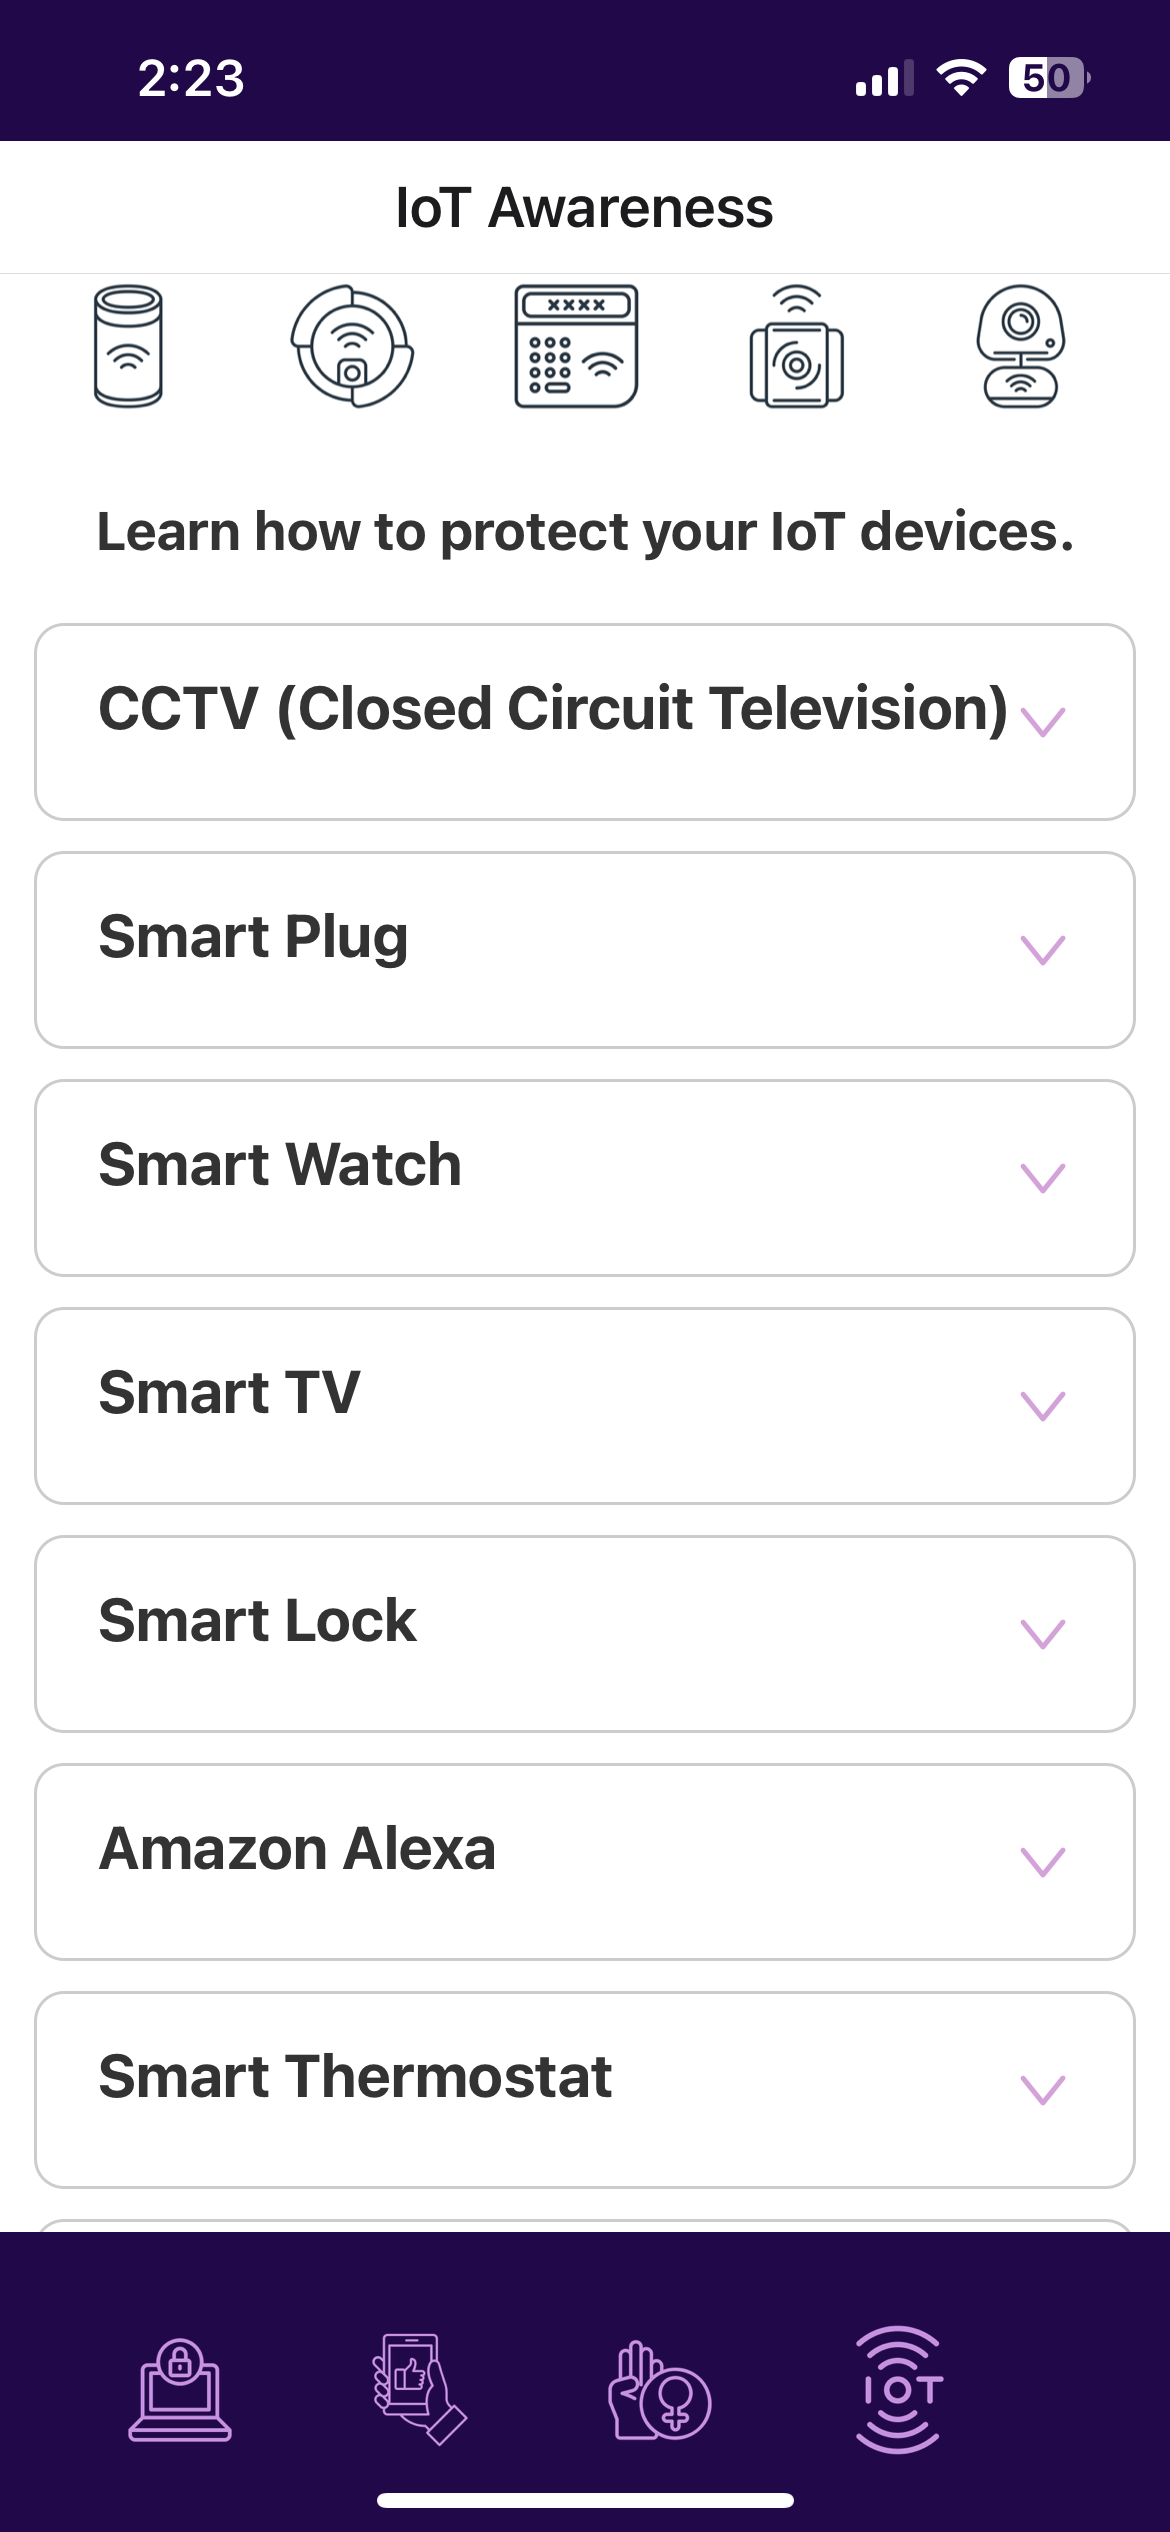 2:23
50
IoT Awareness
xxxx
Learn how to protect your IoT devices.
CCTV (Closed Circuit Television)
Smart Plug
Smart Watch
Smart TV
Smart Lock
Amazon Alexa
Smart Thermostat
IOT